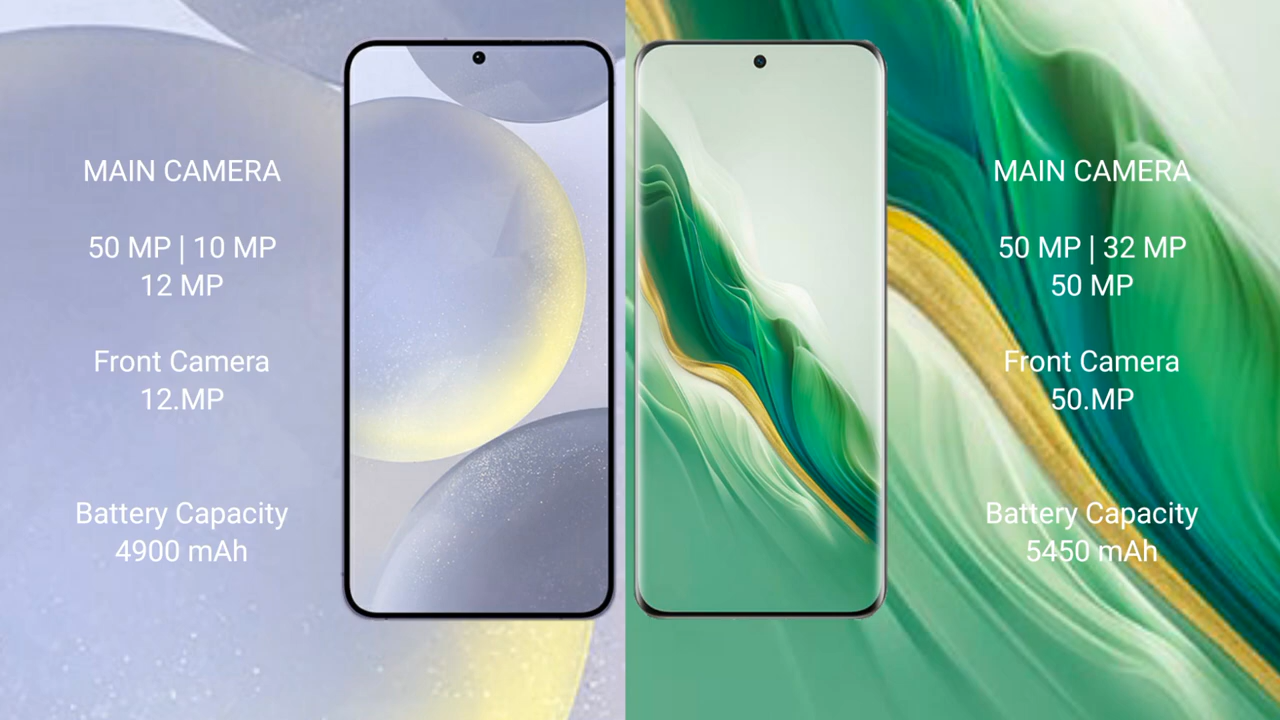 MAIN CAMERA
50 MP | 10 MP
12 MP
Front Camera
12.MP
Battery Capacity
4900 mAh
MAIN CAMERA
50 MP | 32 MP
50 MP
Front Camera
50.MP
Battery Capacity
5450 mAh